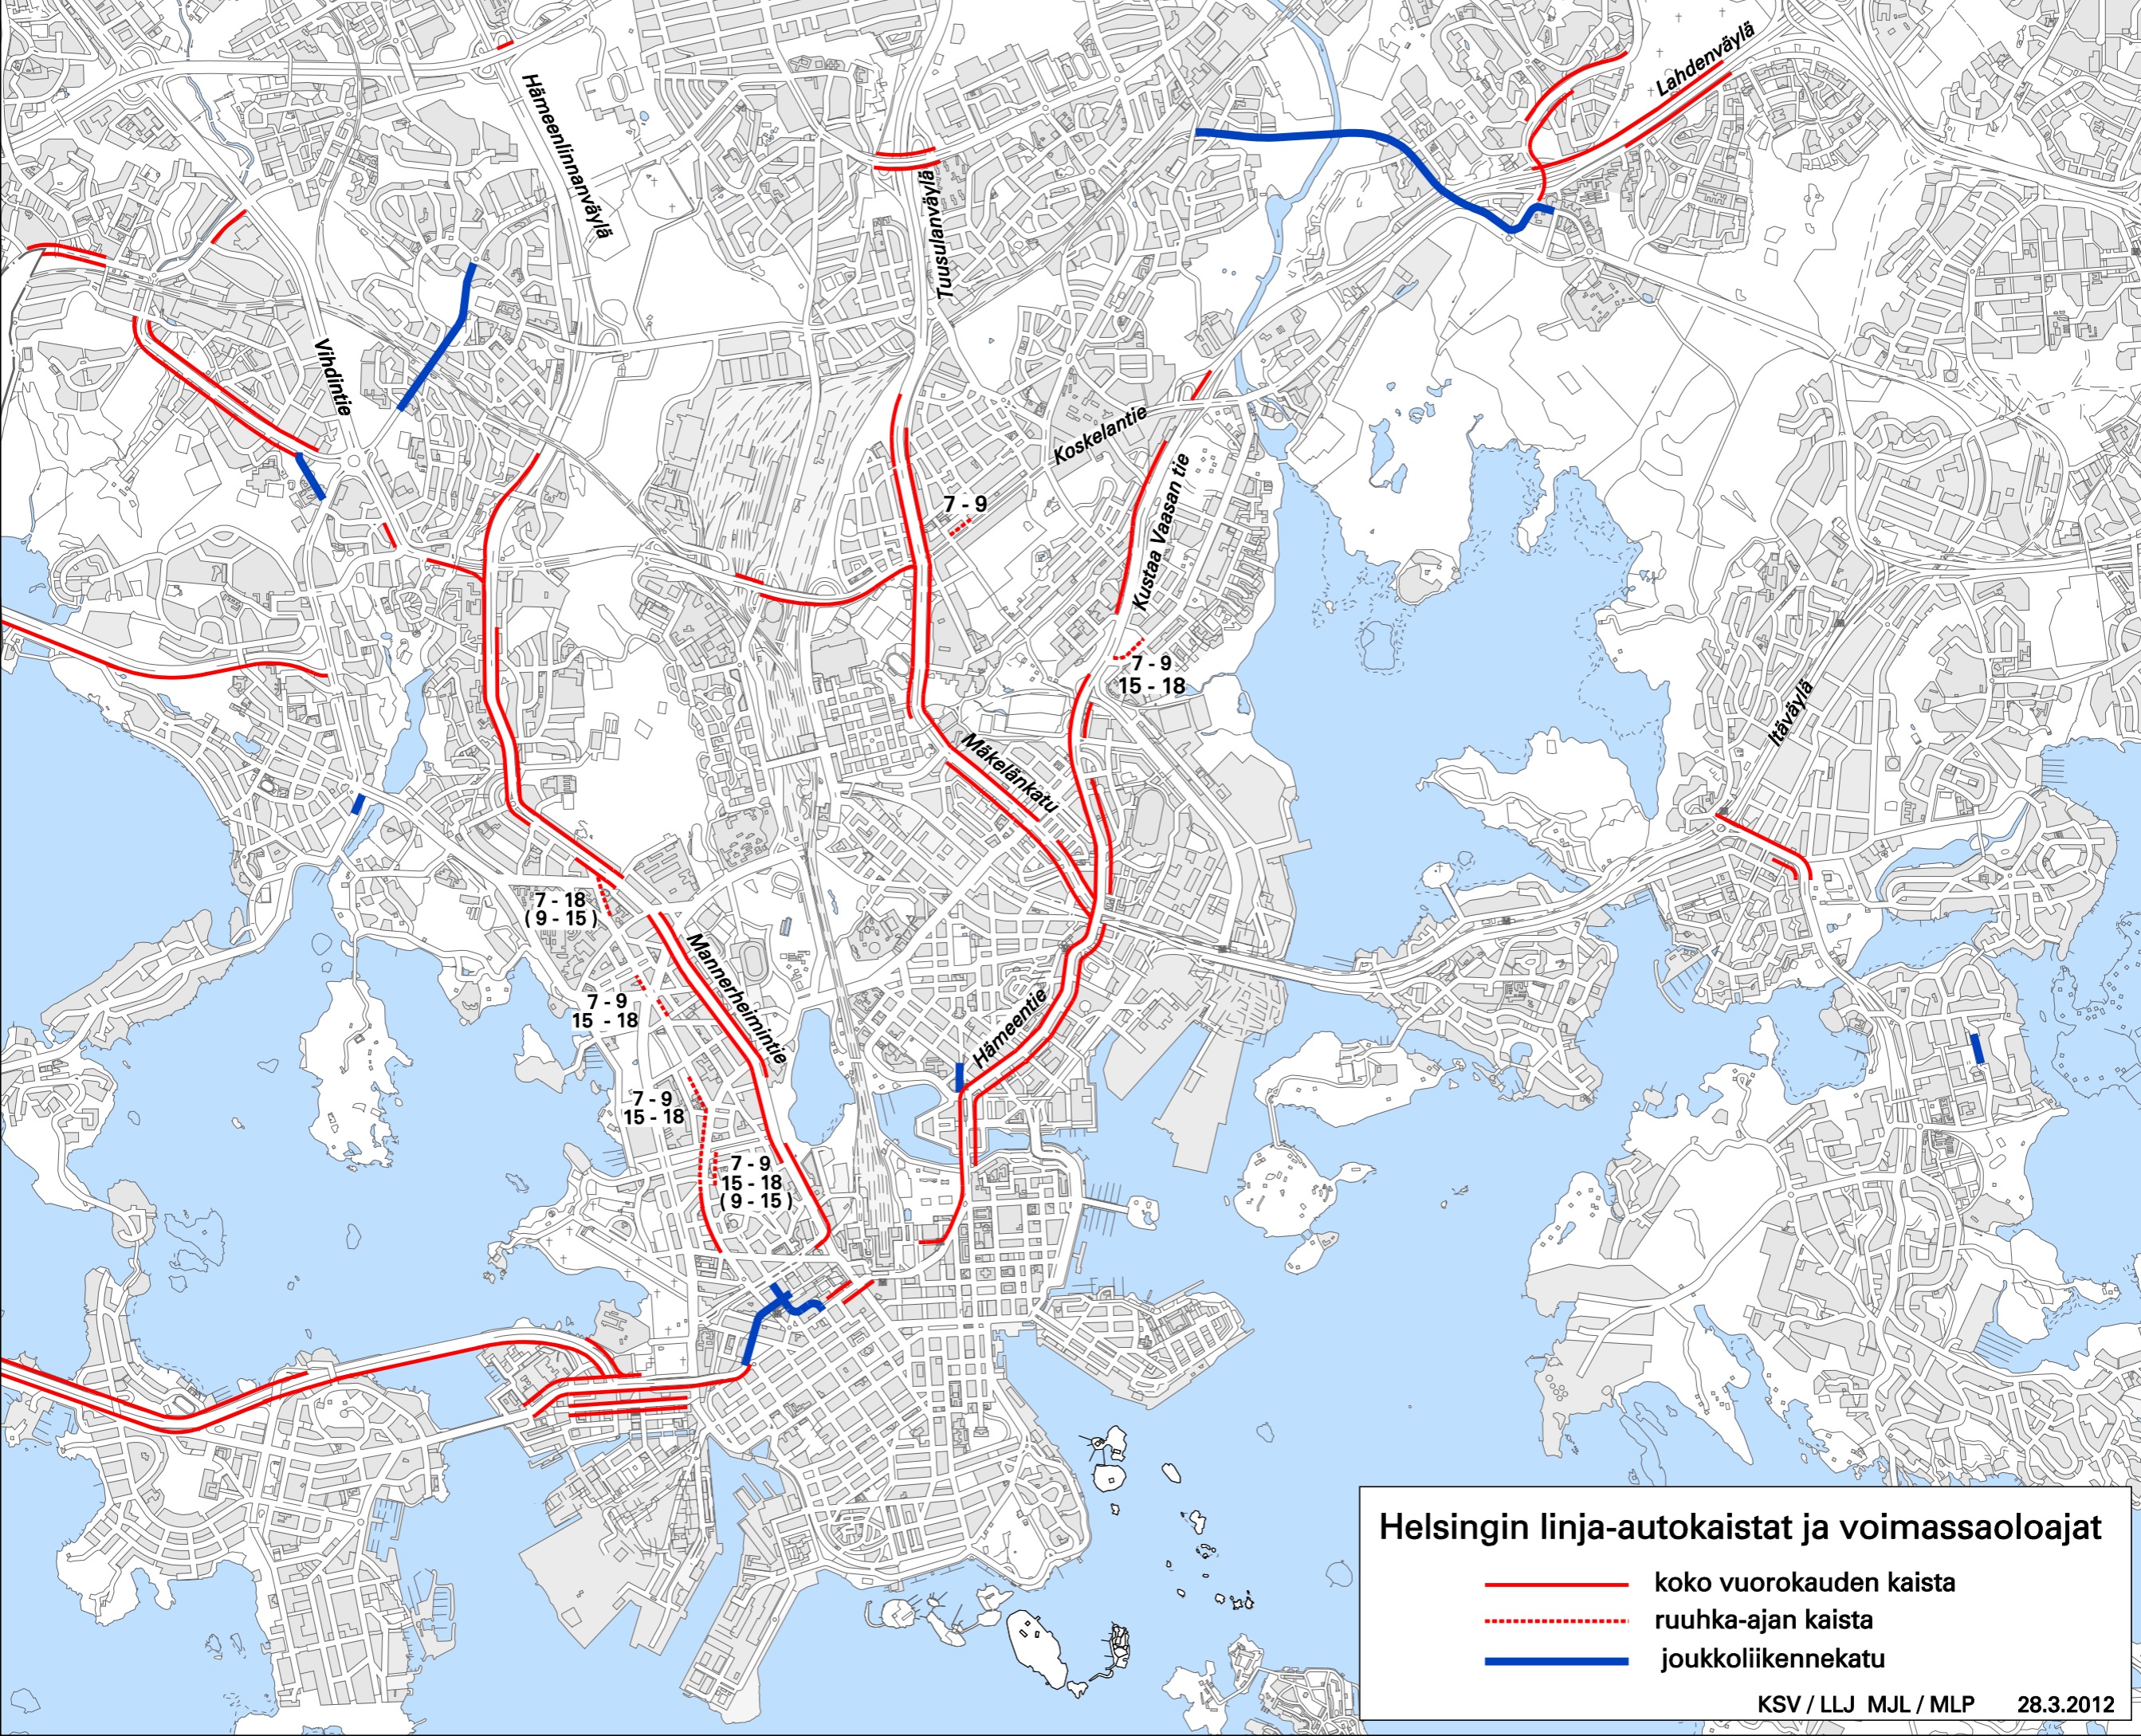 Lahdenväylä
Hämeenlinnanväylä
Tuusulanväylä
Vihdintie
Koskelantie
7 - 9
Kustaa Vaasan tie
7 - 9
15 - 18
Itäväylä
Mäkelänkatu
7 - 18
( 9 - 15 )
Mannerheimintie
7 - 9
15 - 18
Hämeentie
7 - 9
15 - 18
7 - 9
15 - 18
( 9 - 15 )
Helsingin linja-autokaistat ja voimassaoloajat
koko vuorokauden kaista
ruuhka-ajan kaista
joukkoliikennekatu
KSV / LLJ MJL / MLP 28.3.2012